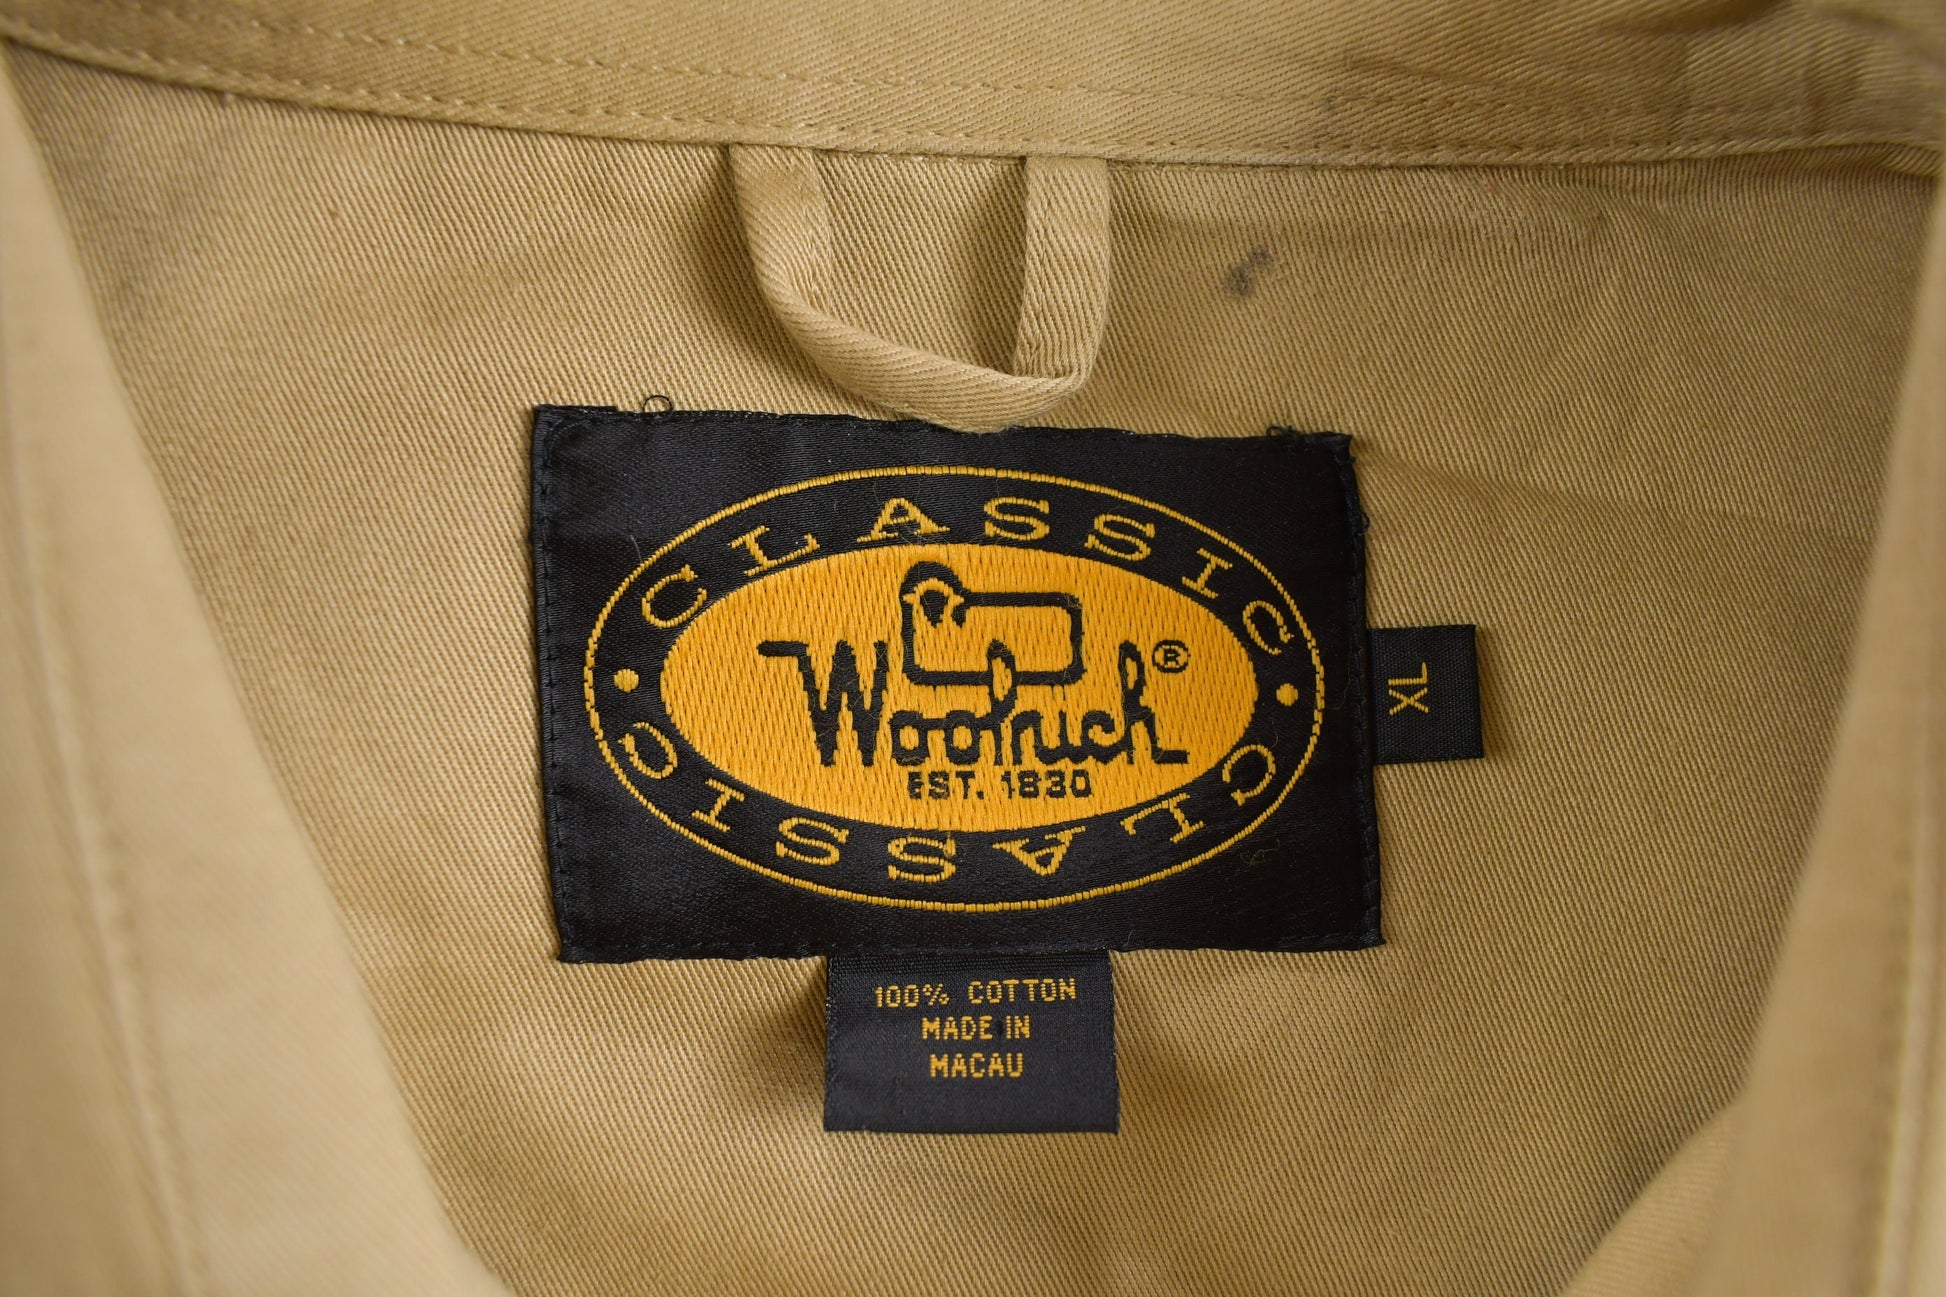 CLASSIC
Woolrich®
EST. 1830
CLASSIC
XL
100% COTTON
MADE IN
MACAU